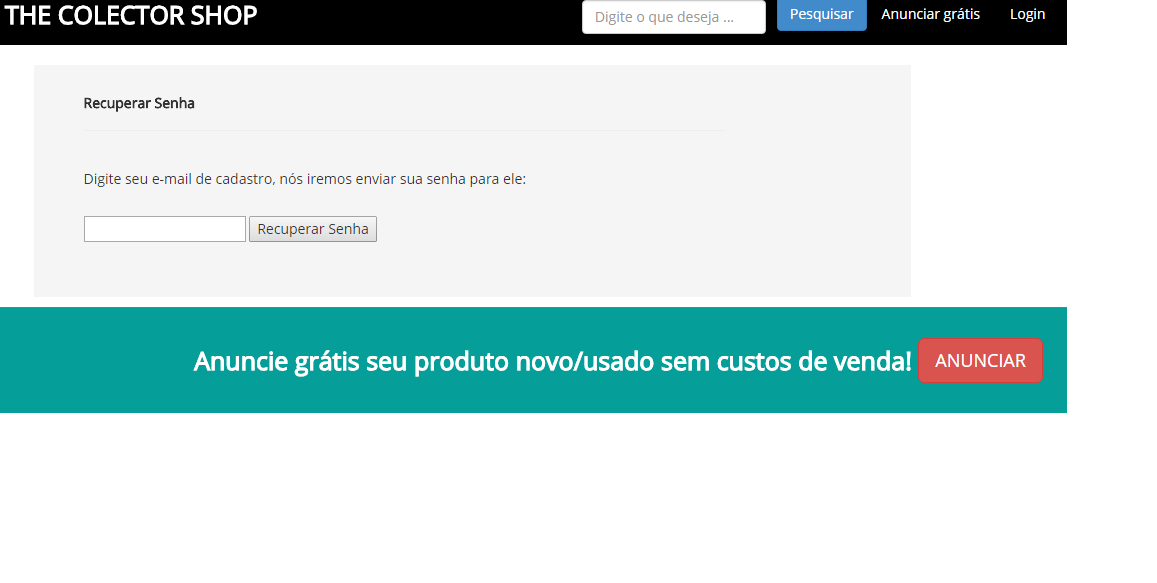 THE COLECTOR SHOP
Digite o que deseja ...
Pesquisar
Anunciar grátis
Login
Recuperar Senha
Digite seu e-mail de cadastro, nós iremos enviar sua senha para ele:
Recuperar Senha
Anuncie grátis seu produto novo/usado sem custos de venda!
ANUNCIAR